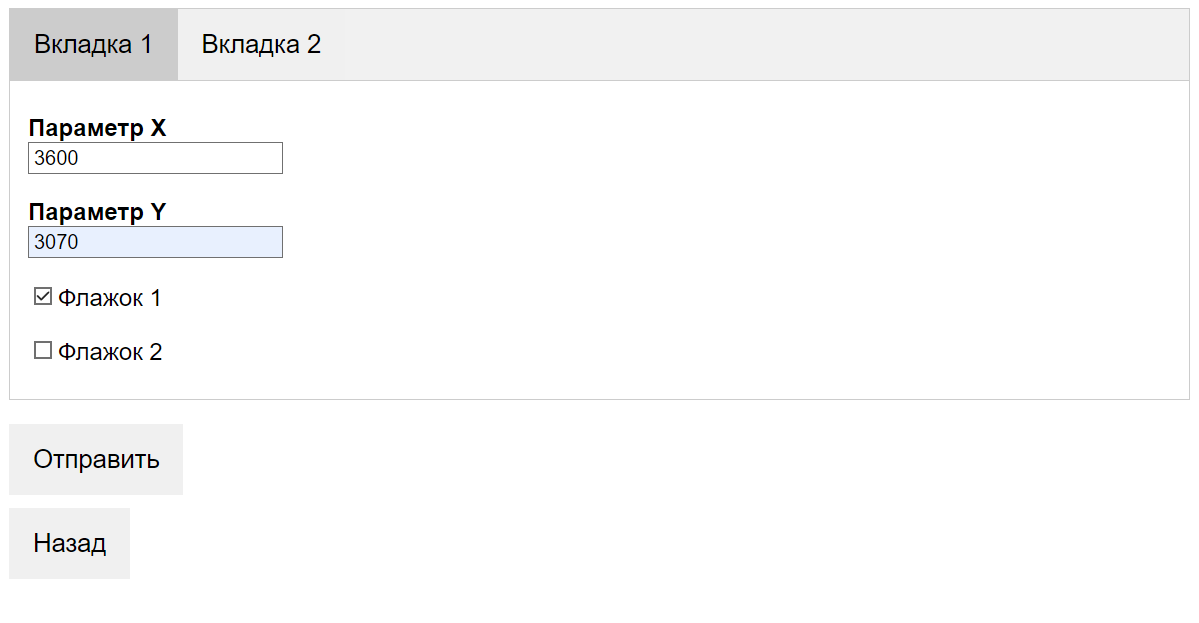 Вкладка 1 Вкладка 2
Параметр X
3600
Параметр Y
3070
Флажок 1
Флажок 2
Отправить
Назад